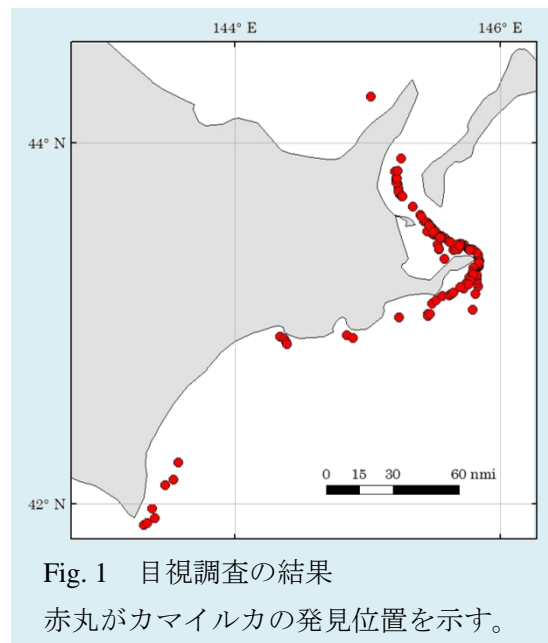 144° E 146° E
44° N
42° N
0 15 30 60 nmi
Fig. 1 目視調査の結果
赤丸がカマイルカの発見位置を示す。